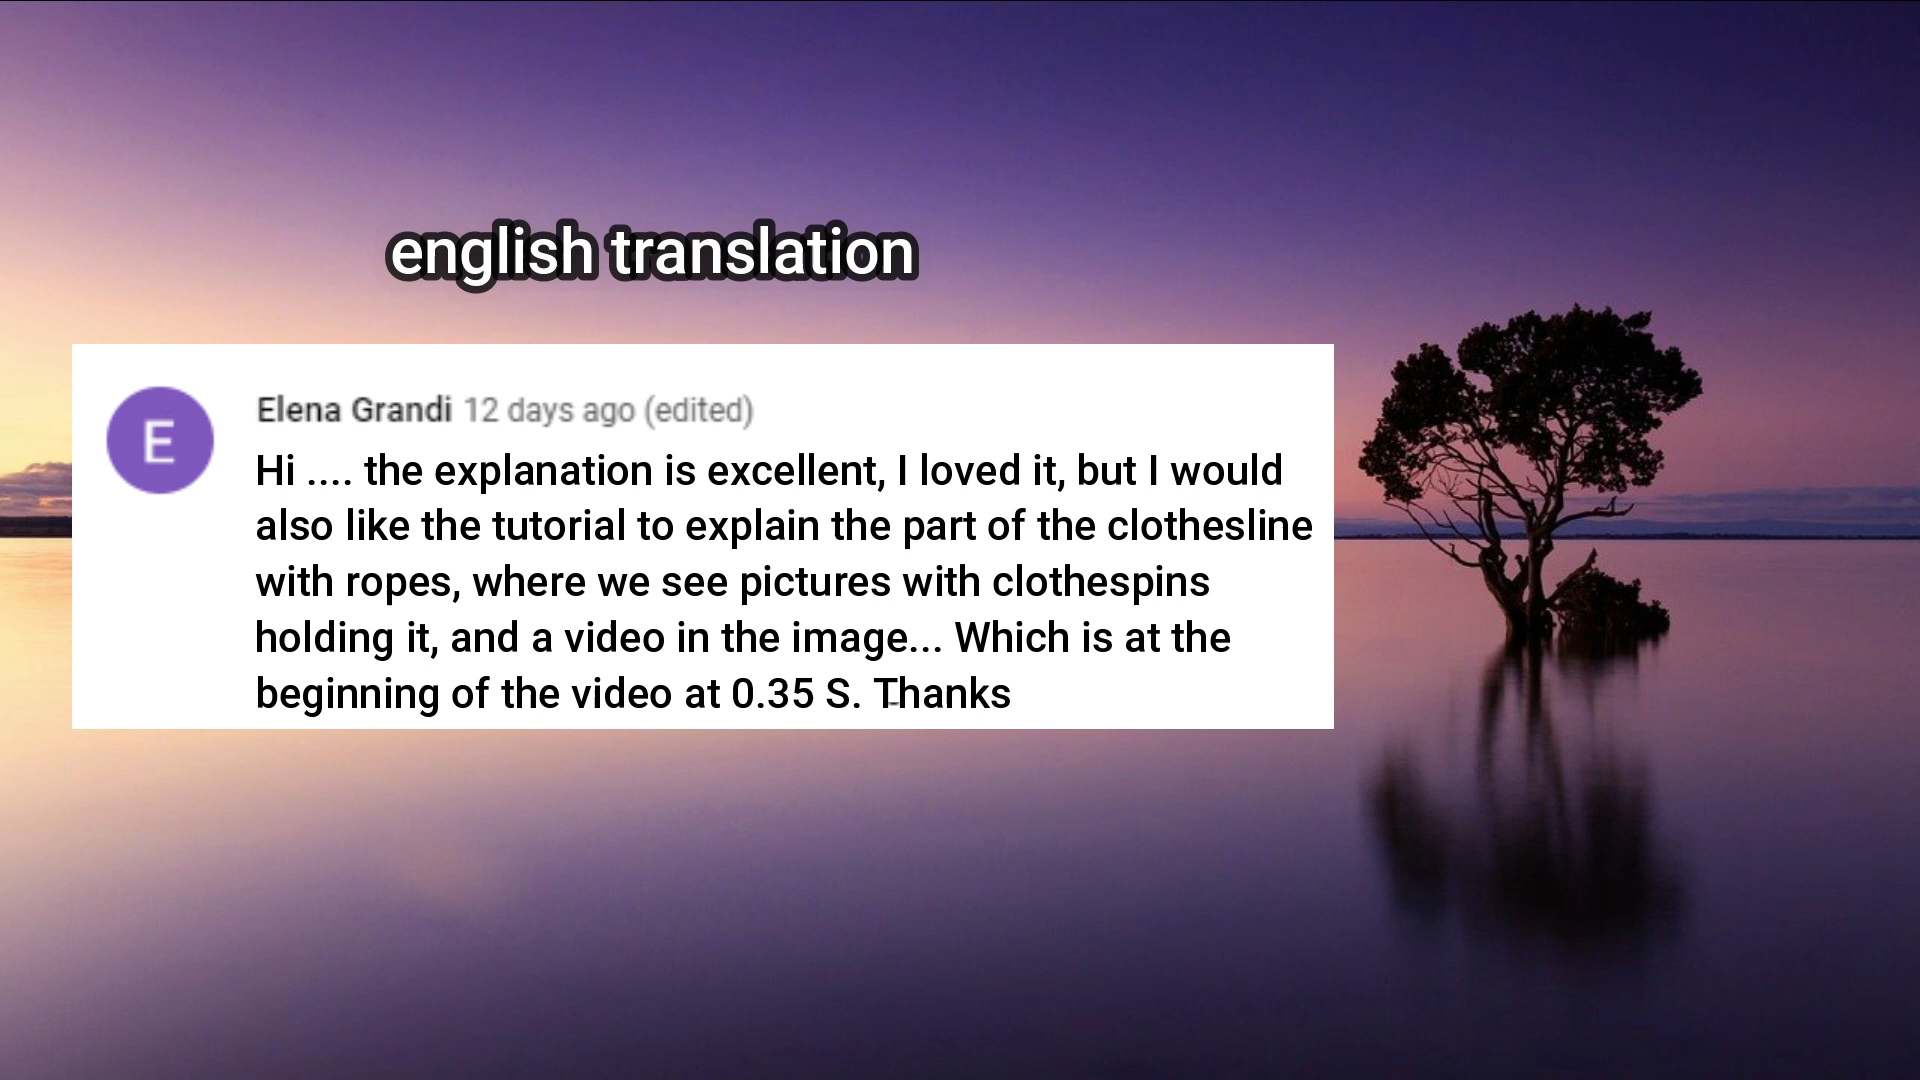 english translation
E
Elena Grandi 12 days ago (edited)
Hi .... the explanation is excellent, I loved it, but I would
also like the tutorial to explain the part of the clothesline
with ropes, where we see pictures with clothespins
holding it, and a video in the image... Which is at the
beginning of the video at 0.35 S. Thanks